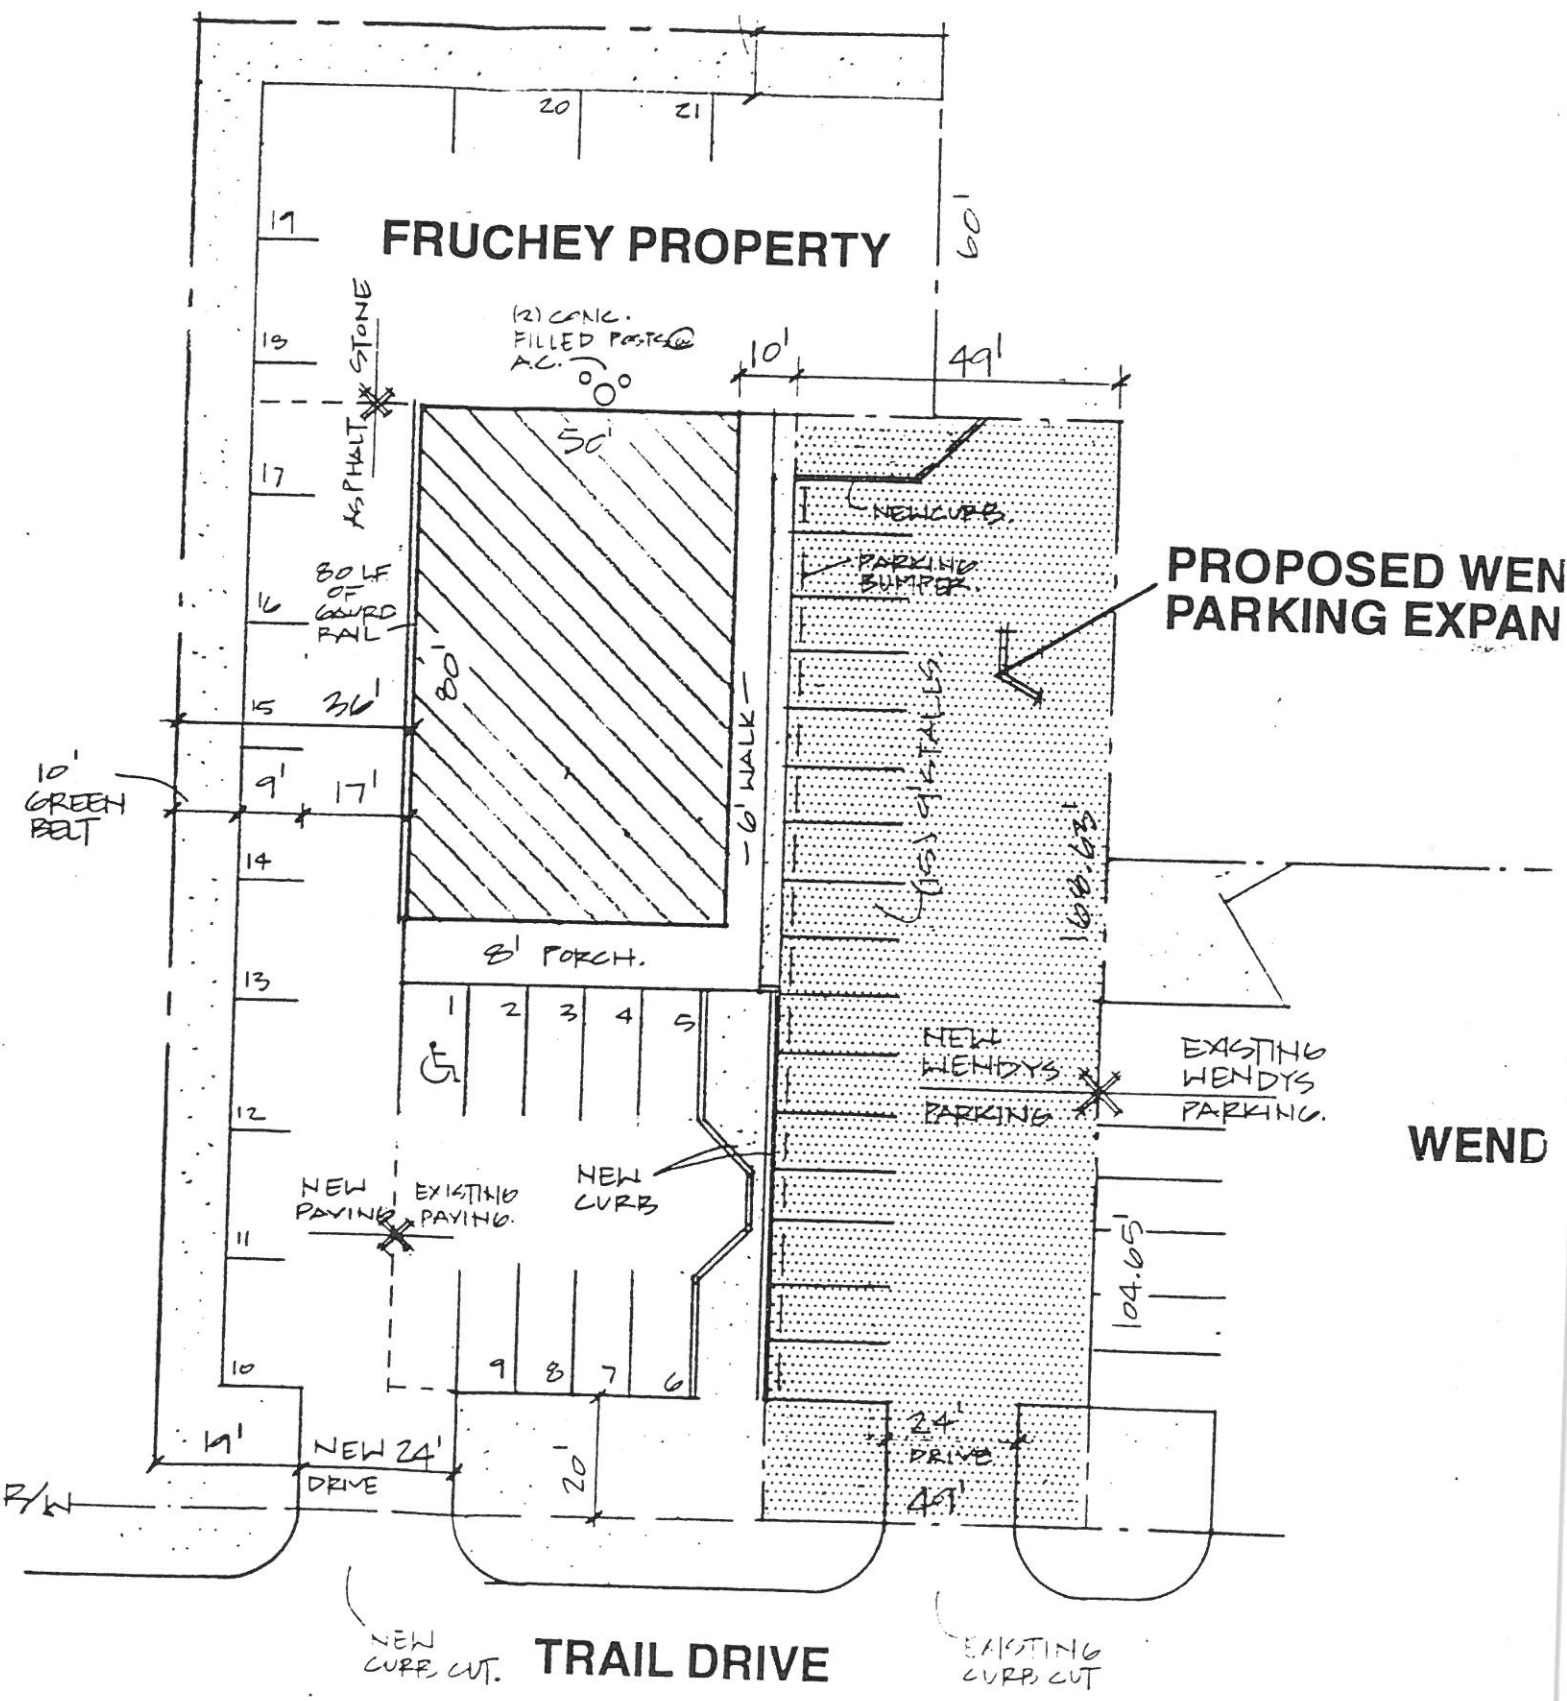 20
21
19
FRUCHEY PROPERTY
60'
(2) CONC.
FILLED POSTS @
A.C.
10'
49'
18
ASPHALT
STONE
50'
17
NEW CURB.
PARKING
BUMPER.
PROPOSED WEN
PARKING EXPAN
80 LF
OF
GAURD
RAIL
16
80'
(15) 9' STALLS.
15
36'
6' WALK
10'
GREEN
BELT
9'
17'
168.63'
14
8' PORCH.
13
1
2
3
4
5
NEW
WENDYS
PARKING
EXISTING
WENDYS
PARKING.
12
WEND
NEW
CURB
NEW
PAVING
EXISTING
PAVING.
11
104.65'
10
9
8
7
6
19'
NEW 24'
DRIVE
20'
24'
DRIVE
49'
R/W
NEW
CURB CUT.
TRAIL DRIVE
EXISTING
CURB CUT